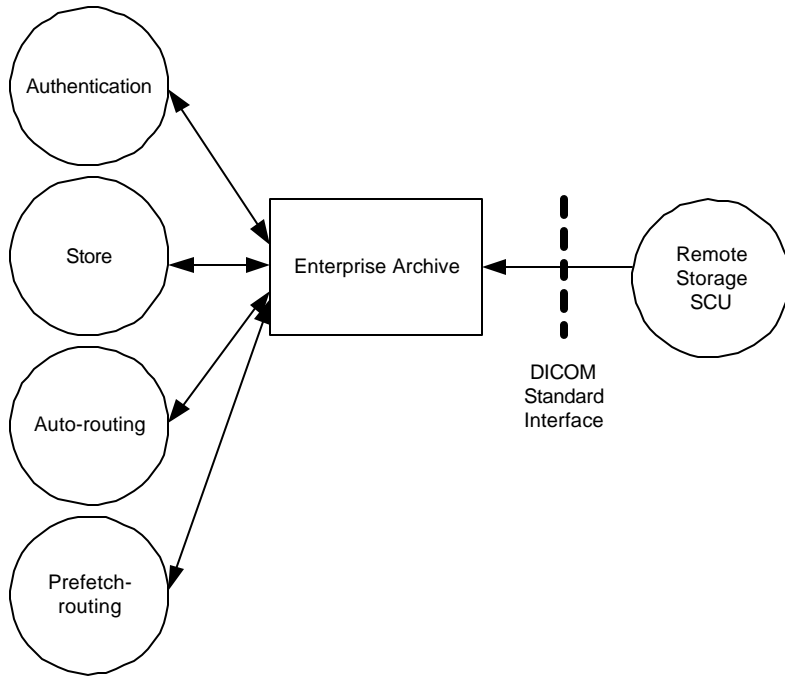 Authentication
Store
Auto-routing
Prefetch-
routing
Enterprise Archive
DICOM
Standard
Interface
Remote
Storage
SCU